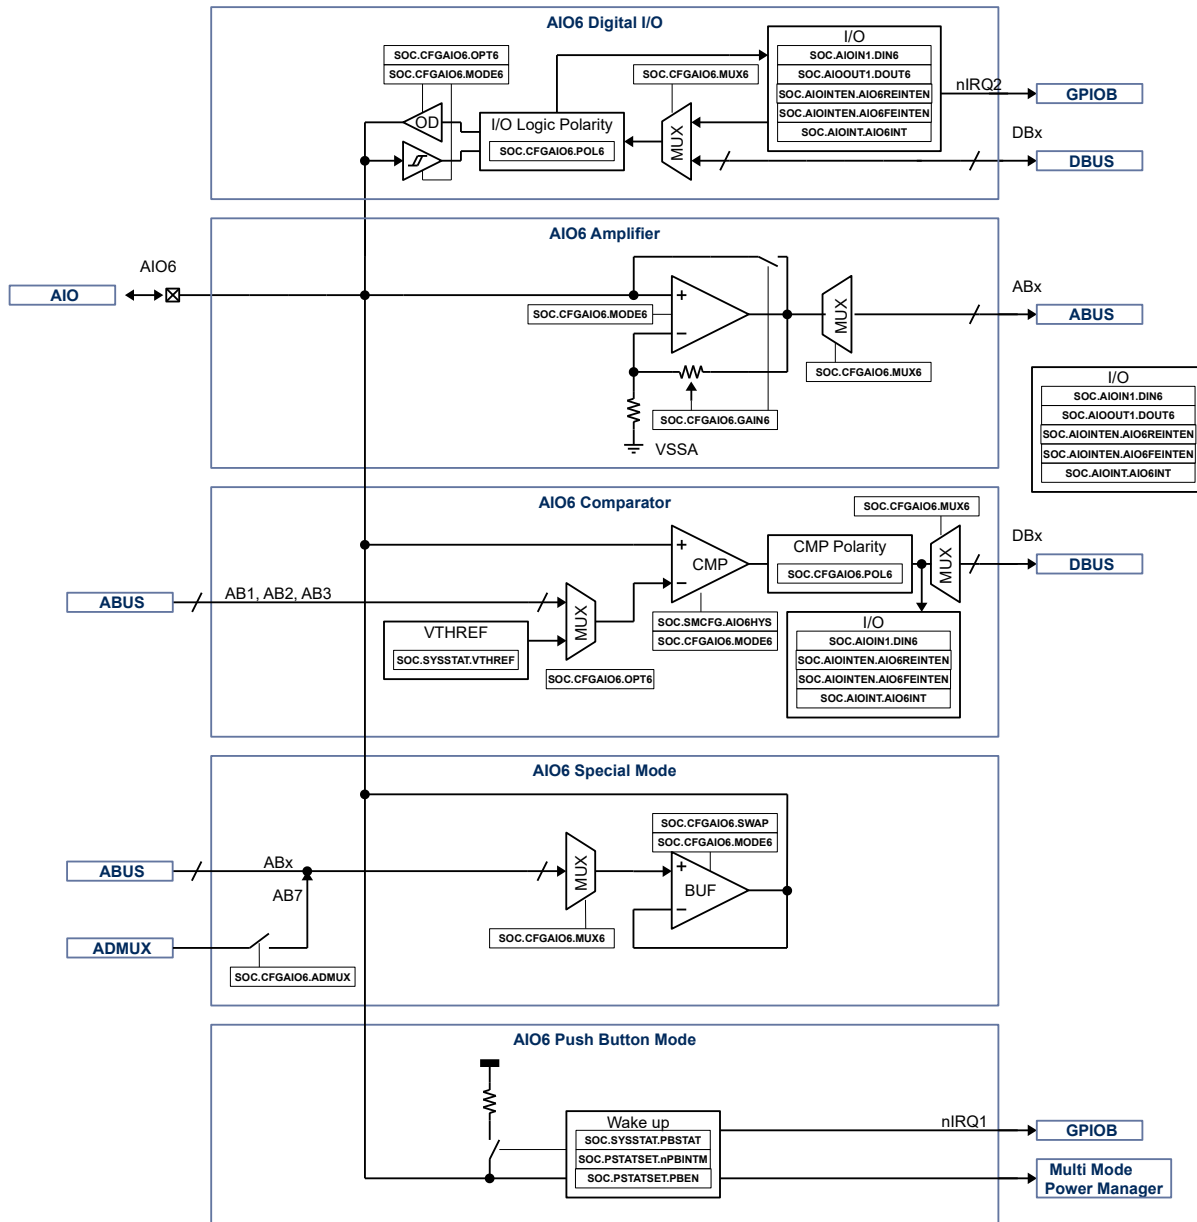 AIO6 Digital I/O
SOC.CFGAIO6.OPT6
SOC.CFGAIO6.MODE6
OD
I/O Logic Polarity
SOC.CFGAIO6.POL6
SOC.CFGAIO6.MUX6
MUX
I/O
SOC.AIOIN1.DIN6
SOC.AIOOUT1.DOUT6
SOC.AIOINTEN.AIO6REINTEN
SOC.AIOINTEN.AIO6FEINTEN
SOC.AIOINT.AIO6INT
nIRQ2
GPIOB
DBx
DBUS
AIO6 Amplifier
AIO
AIO6
SOC.CFGAIO6.MODE6
+
−
SOC.CFGAIO6.GAIN6
VSSA
MUX
SOC.CFGAIO6.MUX6
ABx
ABUS
I/O
SOC.AIOIN1.DIN6
SOC.AIOOUT1.DOUT6
SOC.AIOINTEN.AIO6REINTEN
SOC.AIOINTEN.AIO6FEINTEN
SOC.AIOINT.AIO6INT
AIO6 Comparator
ABUS
AB1, AB2, AB3
VTHREF
SOC.SYSSTAT.VTHREF
MUX
SOC.CFGAIO6.OPT6
+
CMP
−
SOC.SMCFG.AIO6HYS
SOC.CFGAIO6.MODE6
CMP Polarity
SOC.CFGAIO6.POL6
SOC.CFGAIO6.MUX6
MUX
DBx
DBUS
I/O
SOC.AIOIN1.DIN6
SOC.AIOINTEN.AIO6REINTEN
SOC.AIOINTEN.AIO6FEINTEN
SOC.AIOINT.AIO6INT
AIO6 Special Mode
ABUS
ABx
AB7
ADMUX
SOC.CFGAIO6.ADMUX
MUX
SOC.CFGAIO6.MUX6
SOC.CFGAIO6.SWAP
SOC.CFGAIO6.MODE6
+
BUF
−
AIO6 Push Button Mode
Wake up
SOC.SYSSTAT.PBSTAT
SOC.PSTATSET.nPBINTM
SOC.PSTATSET.PBEN
nIRQ1
GPIOB
Multi Mode
Power Manager